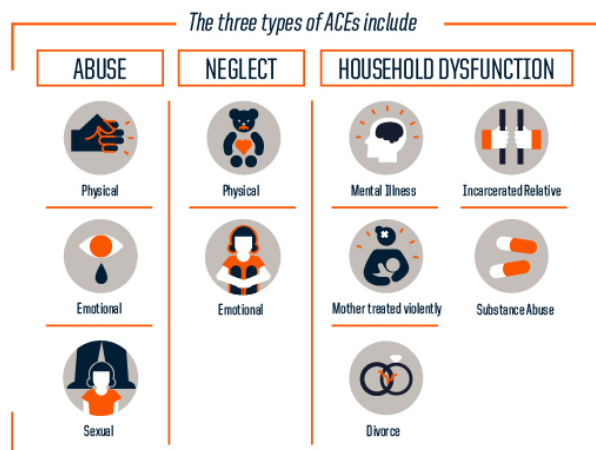 The three types of ACEs include
ABUSE
NEGLECT
HOUSEHOLD DYSFUNCTION
Physical
Physical
Mental Illness
Incarcerated Relative
Emotional
Emotional
Mother treated violently
Substance Abuse
Sexual
Divorce